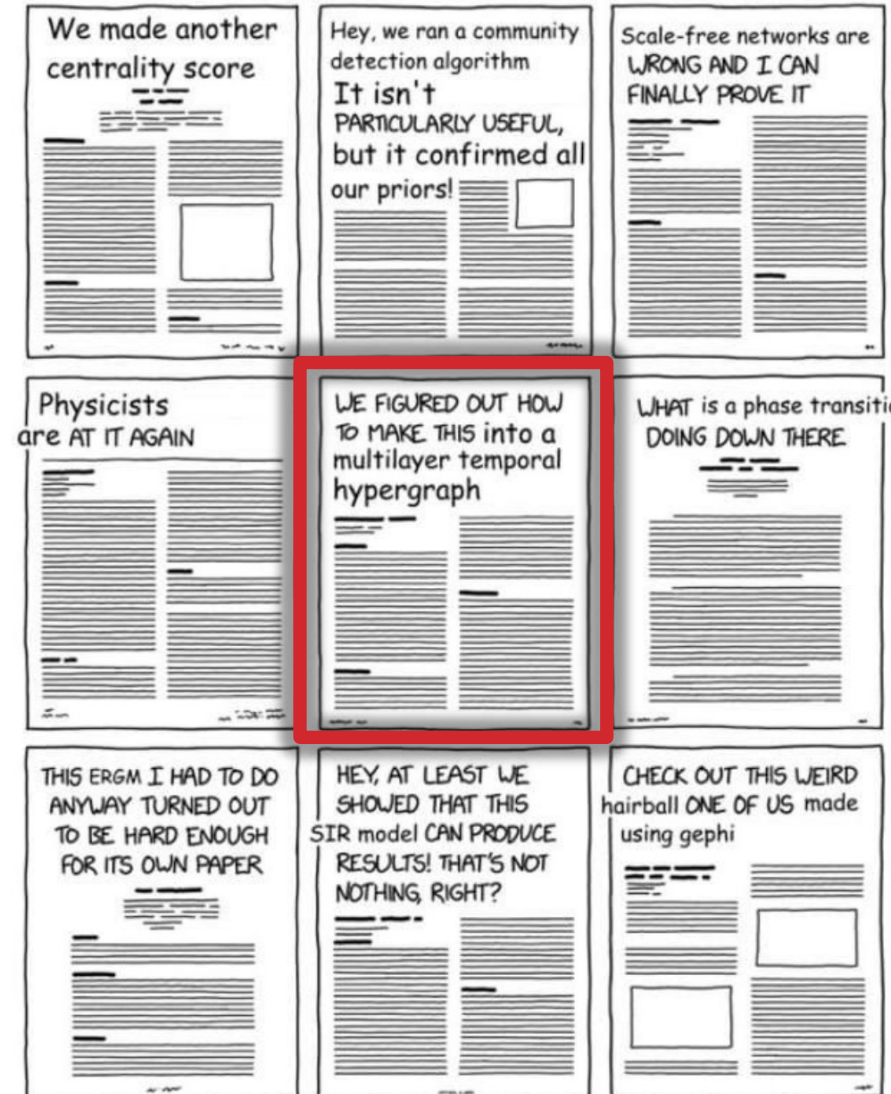 We made another
centrality score
Hey, we ran a community
detection algorithm
It isn't
PARTICULARLY USEFUL,
but it confirmed all
our priors!
Scale-free networks are
WRONG AND I CAN
FINALLY PROVE IT
Physicists
are AT IT AGAIN
WE FIGURED OUT HOW
TO MAKE THIS into a
multilayer temporal
hypergraph
WHAT is a phase transiti
DOING DOWN THERE
THIS ERGM I HAD TO DO
ANYWAY TURNED OUT
TO BE HARD ENOUGH
FOR ITS OWN PAPER
HEY, AT LEAST WE
SHOWED THAT THIS
SIR model CAN PRODUCE
RESULTS! THAT'S NOT
NOTHING, RIGHT?
CHECK OUT THIS WEIRD
hairball ONE OF US made
using gephi